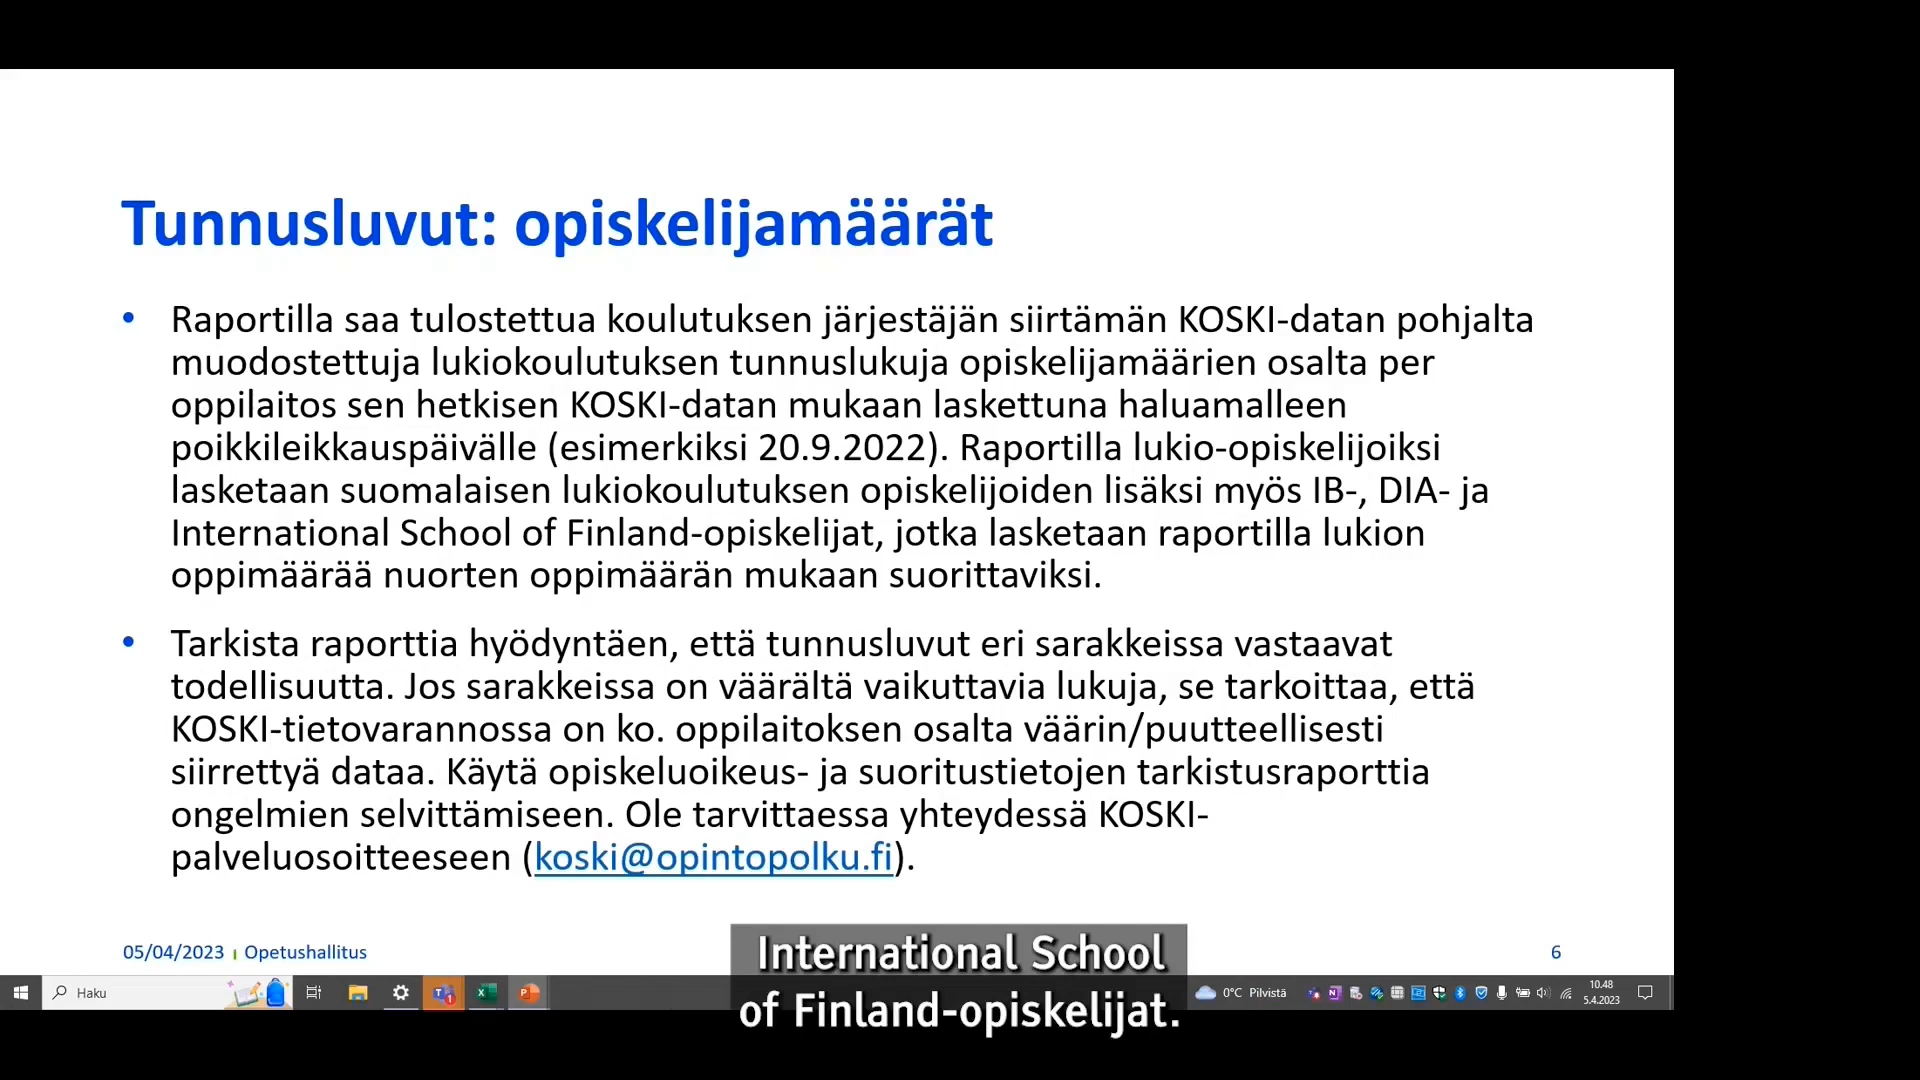 Tunnusluvut: opiskelijamäärät
• Raportilla saa tulostettua koulutuksen järjestäjän siirtämän KOSKI-datan pohjalta
muodostettuja lukiokoulutuksen tunnuslukuja opiskelijamäärien osalta per
oppilaitos sen hetkisen KOSKI-datan mukaan laskettuna haluamalleen
poikkileikkauspäivälle (esimerkiksi 20.9.2022). Raportilla lukio-opiskelijoiksi
lasketaan suomalaisen lukiokoulutuksen opiskelijoiden lisäksi myös IB-, DIA- ja
International School of Finland-opiskelijat, jotka lasketaan raportilla lukion
oppimäärää nuorten oppimäärän mukaan suorittaviksi.
• Tarkista raporttia hyödyntäen, että tunnusluvut eri sarakkeissa vastaavat
todellisuutta. Jos sarakkeissa on väärältä vaikuttavia lukuja, se tarkoittaa, että
KOSKI-tietovarannossa on ko. oppilaitoksen osalta väärin/puutteellisesti
siirrettyä dataa. Käytä opiskeluoikeus- ja suoritustietojen tarkistusraporttia
ongelmien selvittämiseen. Ole tarvittaessa yhteydessä KOSKI-
palveluosoitteeseen (koski@opintopolku.fi).
05/04/2023 Opetushallitus
6
International School
of Finland-opiskelijat.
Haku
0°C Pilvistä
10.48
5.4.2023